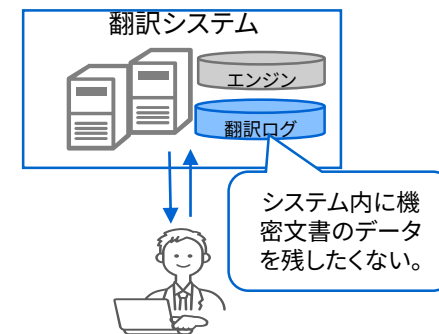 翻訳システム
エンジン
翻訳ログ
システム内に機
密文書のデータ
を残したくない。